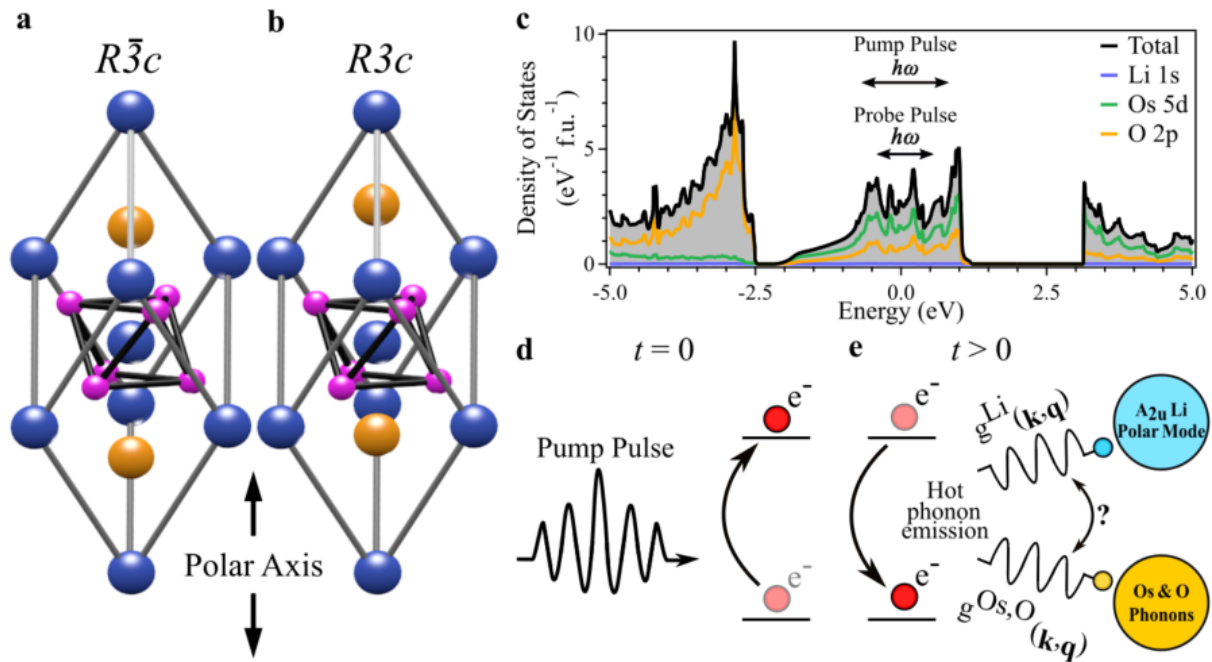 a
R3̄c
Polar Axis
b
R3c
c
Density of States
(eV⁻¹ f.u.⁻¹)
10
5
0
Pump Pulse
ħω
Probe Pulse
ħω
Total
Li 1s
Os 5d
O 2p
-5.0
-2.5
0.0
2.5
5.0
Energy (eV)
d
t = 0
Pump Pulse
e⁻
e⁻
e
t > 0
e⁻
e⁻
Hot
phonon
emission
g^Li (k,q)
A₂u Li
Polar Mode
?
g^Os,O (k,q)
Os & O
Phonons